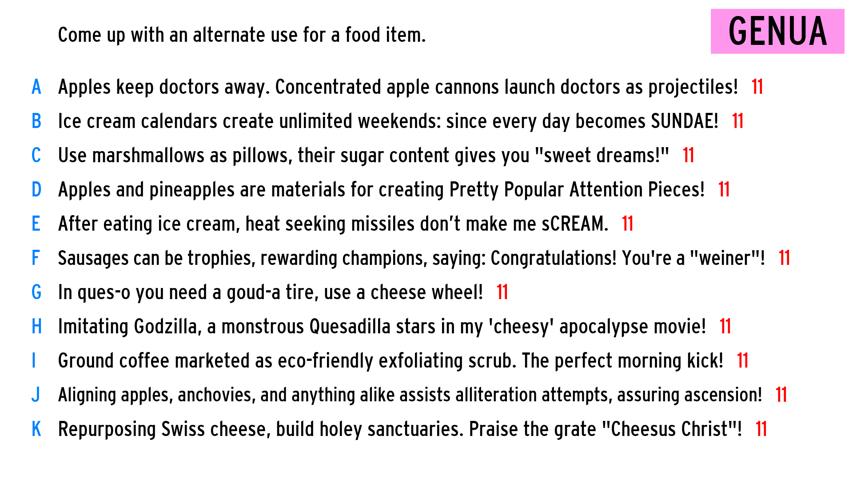 Come up with an alternate use for a food item.
GENUA
A Apples keep doctors away. Concentrated apple cannons launch doctors as projectiles! 11
B Ice cream calendars create unlimited weekends: since every day becomes SUNDAE! 11
C Use marshmallows as pillows, their sugar content gives you "sweet dreams!" 11
D Apples and pineapples are materials for creating Pretty Popular Attention Pieces! 11
E After eating ice cream, heat seeking missiles don't make me sCREAM. 11
F Sausages can be trophies, rewarding champions, saying: Congratulations! You're a "weiner"! 11
G In ques-o you need a goud-a tire, use a cheese wheel! 11
H Imitating Godzilla, a monstrous Quesadilla stars in my 'cheesy' apocalypse movie! 11
I Ground coffee marketed as eco-friendly exfoliating scrub. The perfect morning kick! 11
J Aligning apples, anchovies, and anything alike assists alliteration attempts, assuring ascension! 11
K Repurposing Swiss cheese, build holey sanctuaries. Praise the grate "Cheesus Christ"! 11